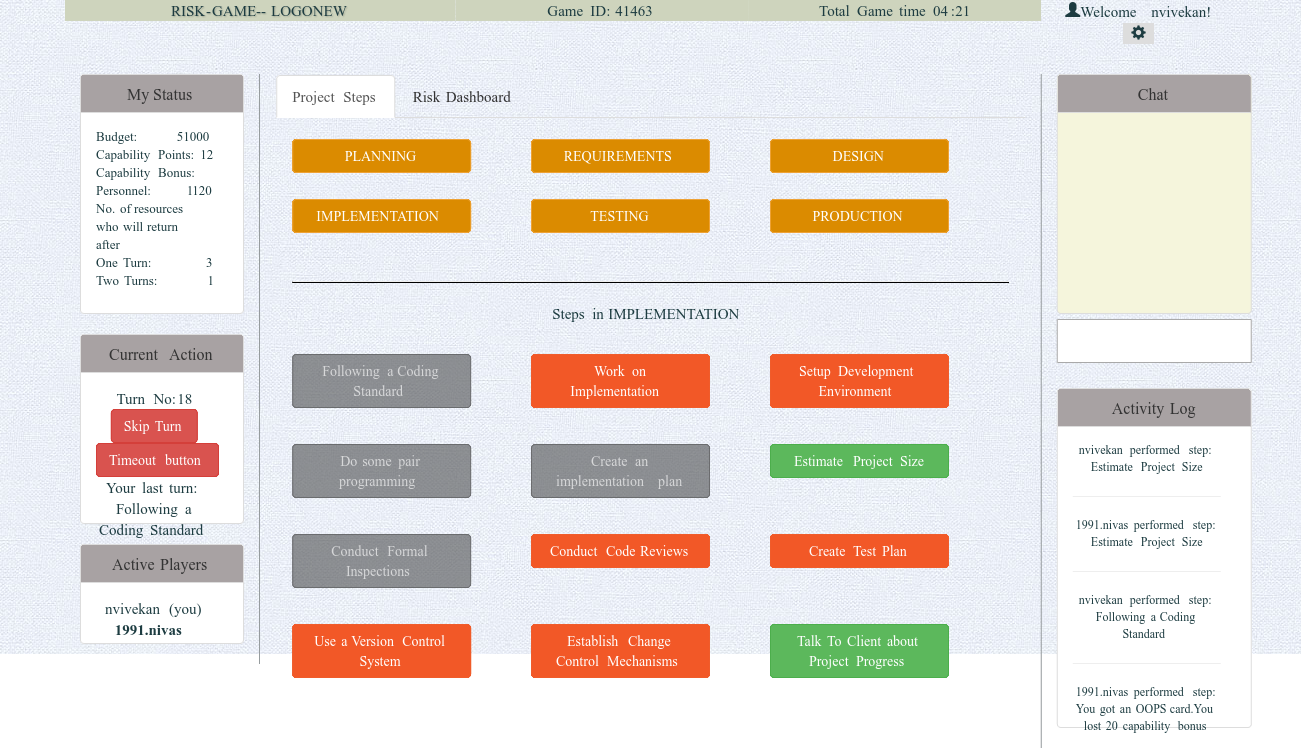 RISK-GAME-- LOGONEW
Game ID: 41463
Total Game time 04:21
Welcome nvivekan!
My Status
Budget: 51000
Capability Points: 12
Capability Bonus:
Personnel: 1120
No. of resources
who will return
after
One Turn: 3
Two Turns: 1
Current Action
Turn No:18
Skip Turn
Timeout button
Your last turn:
Following a
Coding Standard
Active Players
nvivekan (you)
1991.nivas
Project Steps
Risk Dashboard
PLANNING
REQUIREMENTS
DESIGN
IMPLEMENTATION
TESTING
PRODUCTION
Steps in IMPLEMENTATION
Following a Coding
Standard
Work on
Implementation
Setup Development
Environment
Do some pair
programming
Create an
implementation plan
Estimate Project Size
Conduct Formal
Inspections
Conduct Code Reviews
Create Test Plan
Use a Version Control
System
Establish Change
Control Mechanisms
Talk To Client about
Project Progress
Chat
Activity Log
nvivekan performed step:
Estimate Project Size
1991.nivas performed step:
Estimate Project Size
nvivekan performed step:
Following a Coding
Standard
1991.nivas performed step:
You got an OOPS card.You
lost 20 capability bonus